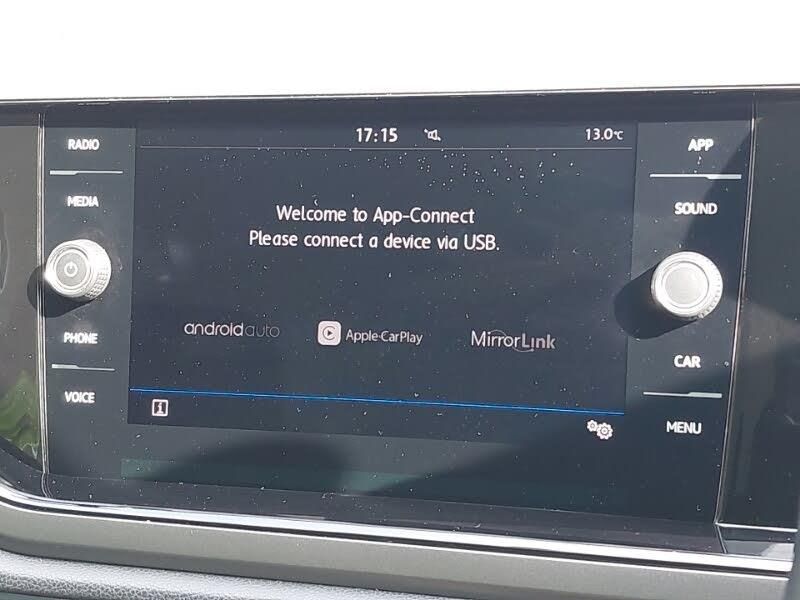 RADIO
MEDIA
PHONE
VOICE
17:15
13.0°C
Welcome to App-Connect
Please connect a device via USB.
androidauto
Apple CarPlay
MirrorLink
i
APP
SOUND
CAR
MENU